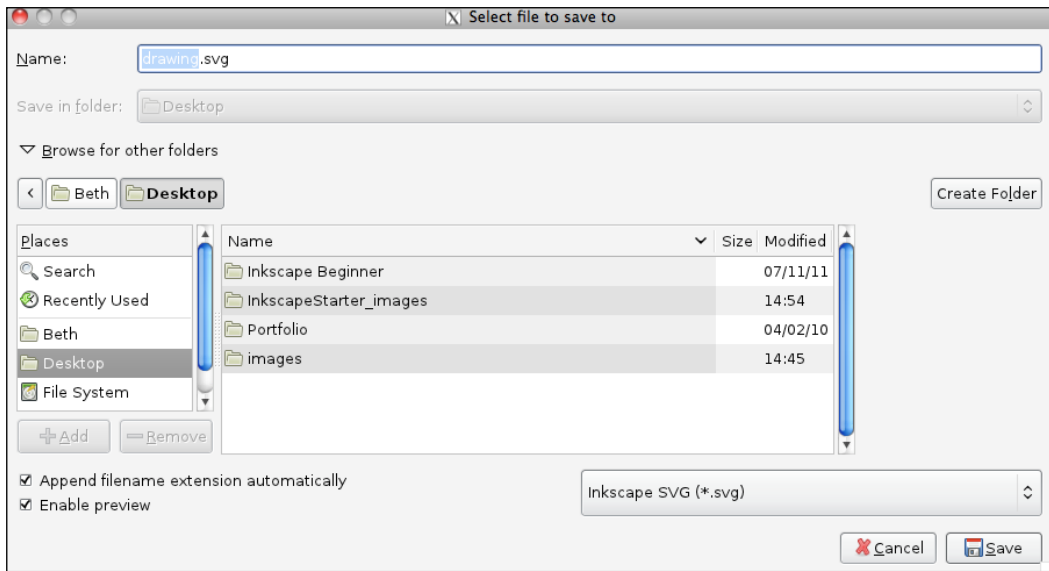 Select file to save to
Name: drawing.svg
Save in folder: Desktop
Browse for other folders
Beth Desktop Create Folder
Places Name Size Modified
Search Inkscape Beginner 07/11/11
Recently Used InkscapeStarter_images 14:54
Beth Portfolio 04/02/10
Desktop images 14:45
File System
Add Remove
Append filename extension automatically
Inkscape SVG (*.svg)
Enable preview
Cancel Save